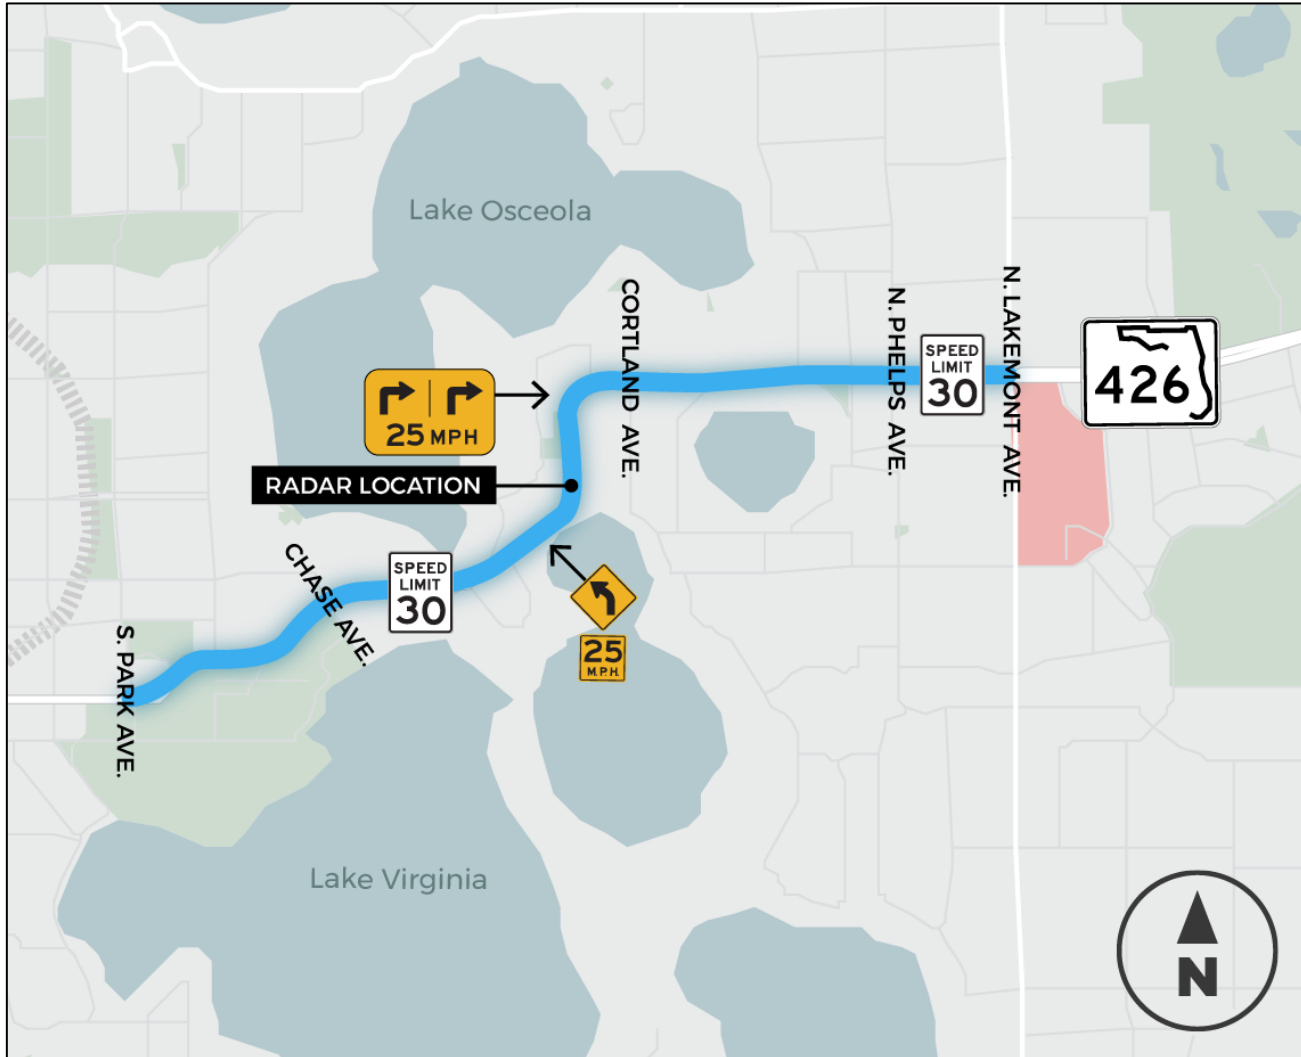 Lake Osceola
CORTLAND AVE.
N. PHELPS AVE.
SPEED
LIMIT
30
N. LAKEMONT AVE.
426
25 MPH
RADAR LOCATION
CHASE AVE.
SPEED
LIMIT
30
25
M.P.H.
S. PARK AVE.
Lake Virginia
N